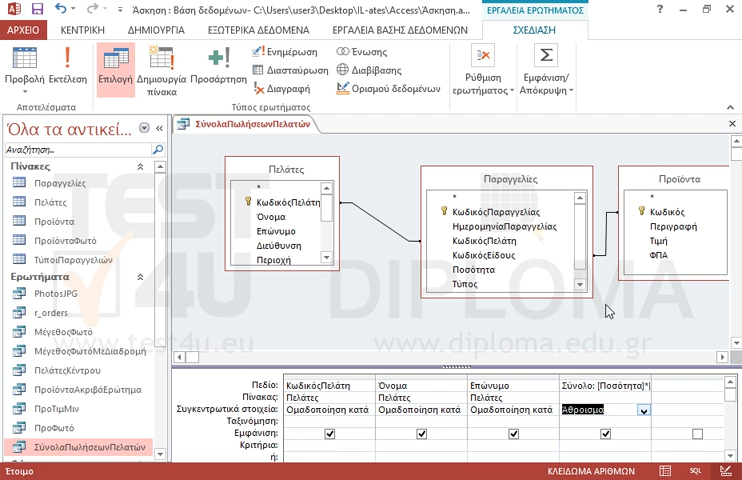 Άσκηση : Βάση δεδομένων- C:\Users\user3\Desktop\IL-ates\Access\Άσκηση.a...
ΕΡΓΑΛΕΙΑ ΕΡΩΤΗΜΑΤΟΣ
ΑΡΧΕΙΟ ΚΕΝΤΡΙΚΗ ΔΗΜΙΟΥΡΓΙΑ ΕΞΩΤΕΡΙΚΑ ΔΕΔΟΜΕΝΑ ΕΡΓΑΛΕΙΑ ΒΑΣΗΣ ΔΕΔΟΜΕΝΩΝ ΣΧΕΔΙΑΣΗ
Προβολή Εκτέλεση Επιλογή Δημιουργία πίνακα Προσάρτηση
Ενημέρωση Ένωσης
Διασταύρωση Διαβίβασης
Διαγραφή Ορισμού δεδομένων
Ρύθμιση ερωτήματος Εμφάνιση/ Απόκρυψη
Αποτελέσματα Τύπος ερωτήματος
Όλα τα αντικεί...
Αναζήτηση...
Πίνακες
Παραγγελίες
Πελάτες
Προϊόντα
ΠροϊόνταΦωτό
ΤύποιΠαραγγελιών
Ερωτήματα
PhotosJPG
r_orders
ΜέγεθοςΦωτό
ΜέγεθοςΦωτόΜεΔιαδρομή
ΠελάτεςΚέντρου
ΠροϊόνταΑκριβάΕρώτημα
ΠροΤιμΜιν
ΠροΦωτό
ΣύνολαΠωλήσεωνΠελατών
ΣύνολαΠωλήσεωνΠελατών
Πελάτες
*
ΚωδικόςΠελάτη
Όνομα
Επώνυμο
Διεύθυνση
Περιοχή
Παραγγελίες
*
ΚωδικόςΠαραγγελίας
ΗμερομηνίαΠαραγγελίας
ΚωδικόςΠελάτη
ΚωδικόςΕίδους
Ποσότητα
Τύπος
Προϊόντα
*
Κωδικός
Περιγραφή
Τιμή
ΦΠΑ
TEST
4U
DIPLOMA
www.test4u.eu www.diploma.edu.gr
Πεδίο: ΚωδικόςΠελάτη Όνομα Επώνυμο Σύνολο: [Ποσότητα]*[
Πίνακας: Πελάτες Πελάτες Πελάτες
Συγκεντρωτικά στοιχεία: Ομαδοποίηση κατά Ομαδοποίηση κατά Ομαδοποίηση κατά Άθροισμα
Ταξινόμηση:
Εμφάνιση:
Κριτήρια:
ή:
Έτοιμο ΚΛΕΙΔΩΜΑ ΑΡΙΘΜΩΝ SQL